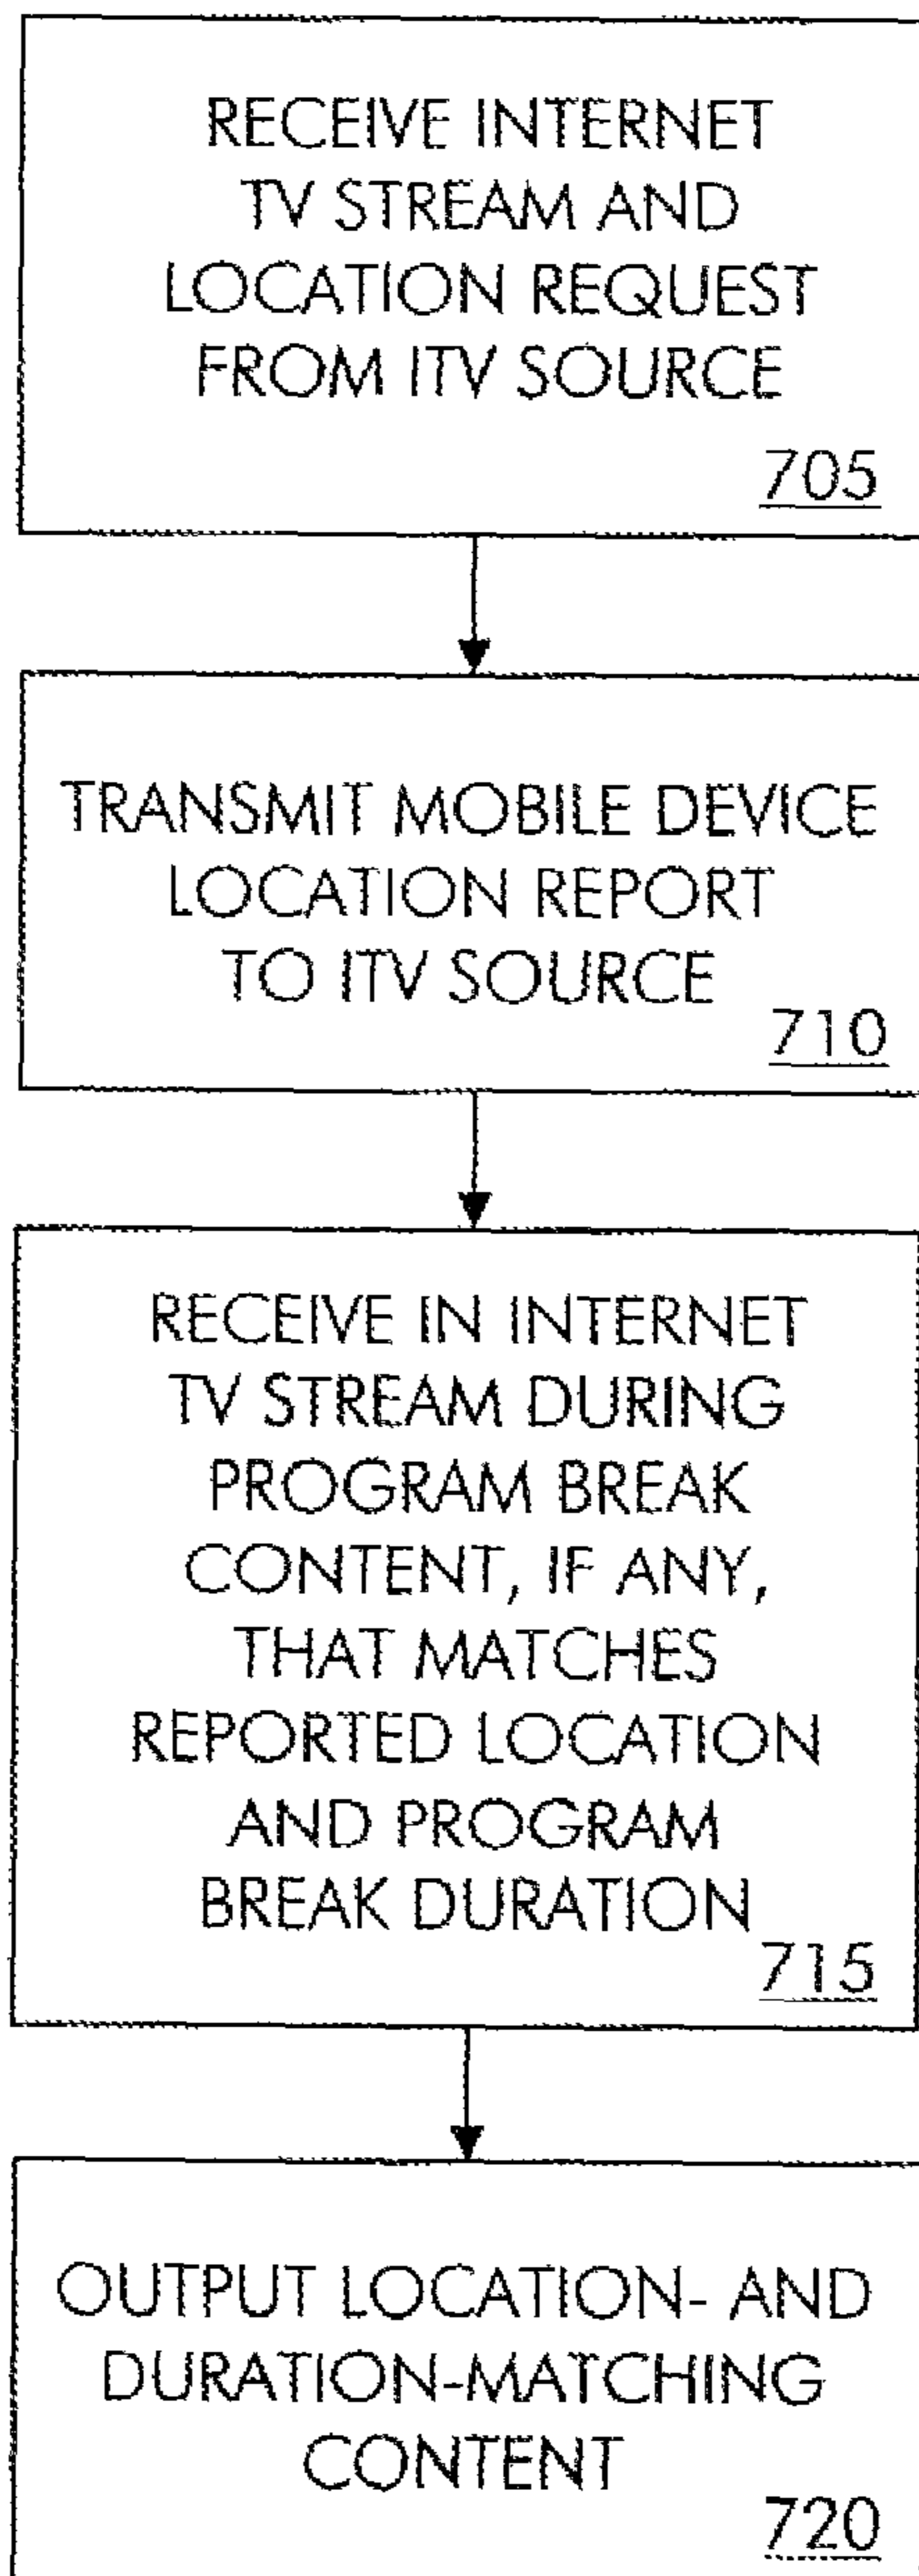 RECEIVE INTERNET
TV STREAM AND
LOCATION REQUEST
FROM ITV SOURCE
705
TRANSMIT MOBILE DEVICE
LOCATION REPORT
TO ITV SOURCE
710
RECEIVE IN INTERNET
TV STREAM DURING
PROGRAM BREAK
CONTENT, IF ANY,
THAT MATCHES
REPORTED LOCATION
AND PROGRAM
BREAK DURATION
715
OUTPUT LOCATION- AND
DURATION-MATCHING
CONTENT
720